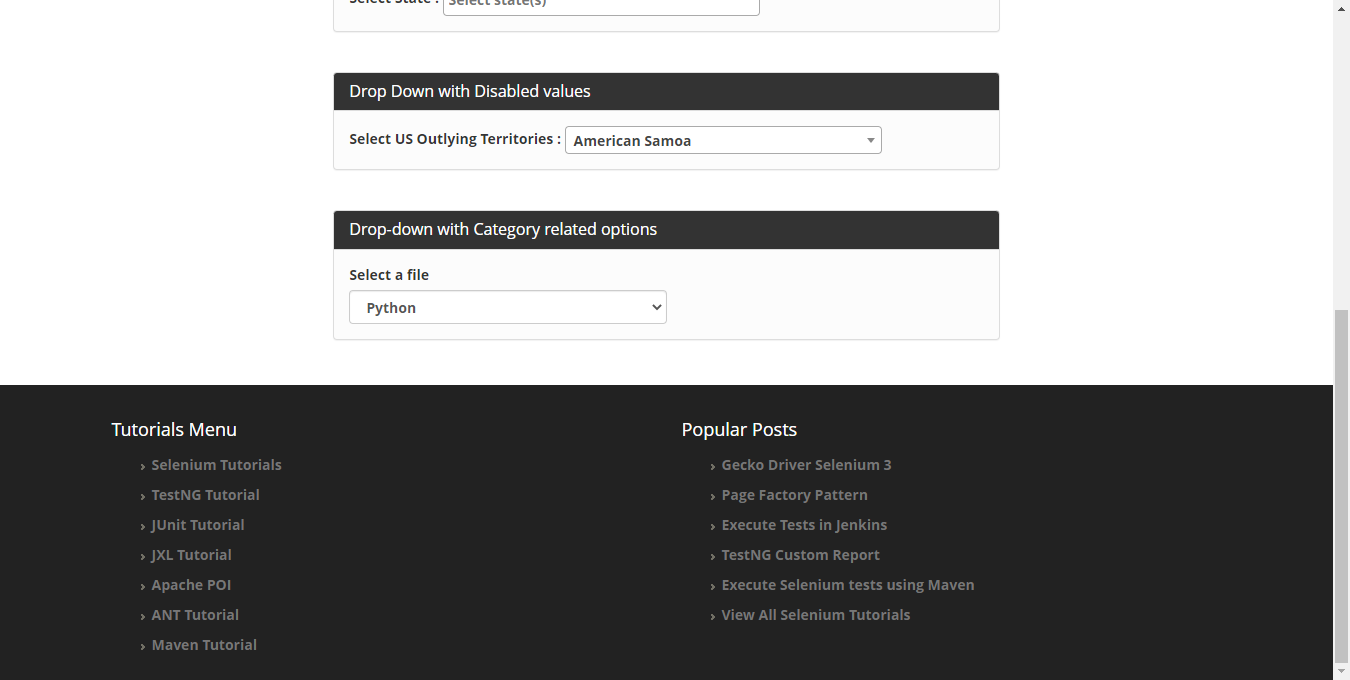 Select State : Select state(s)
Drop Down with Disabled values
Select US Outlying Territories : American Samoa
Drop-down with Category related options
Select a file
Python
Tutorials Menu
› Selenium Tutorials
› TestNG Tutorial
› JUnit Tutorial
› JXL Tutorial
› Apache POI
› ANT Tutorial
› Maven Tutorial
Popular Posts
› Gecko Driver Selenium 3
› Page Factory Pattern
› Execute Tests in Jenkins
› TestNG Custom Report
› Execute Selenium tests using Maven
› View All Selenium Tutorials